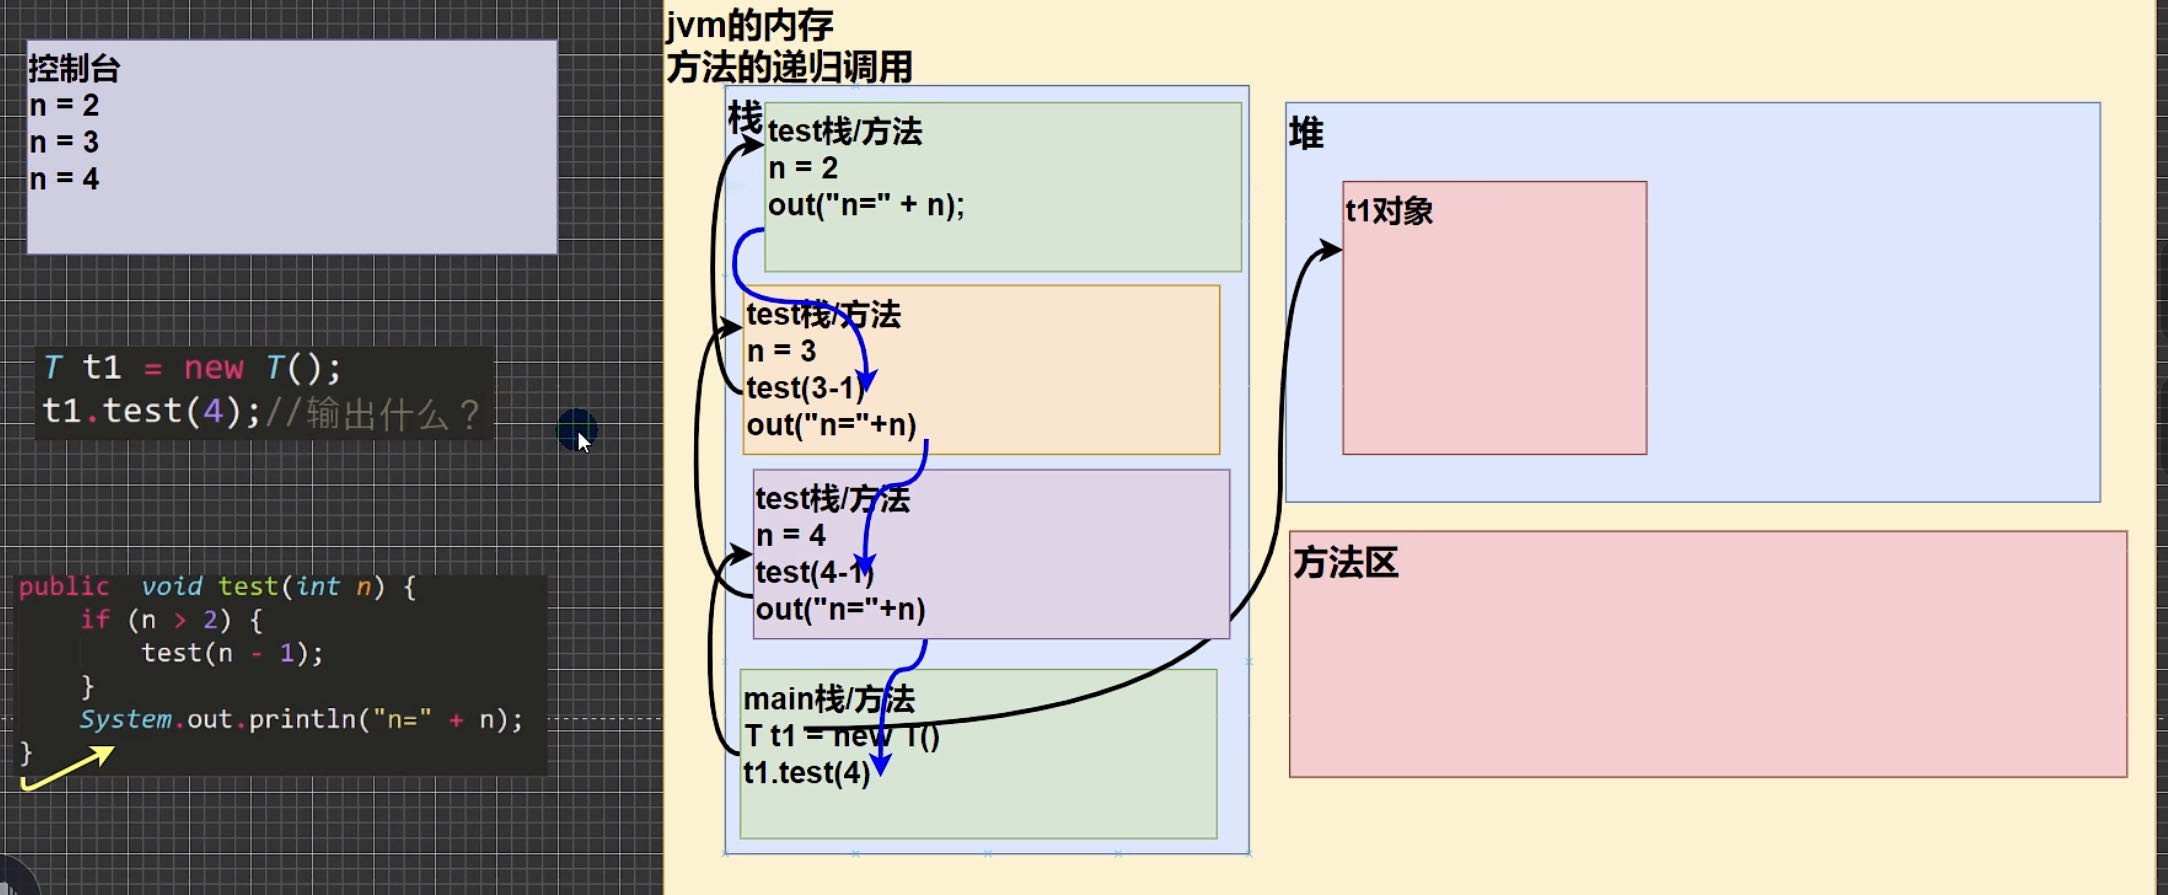 控制台
n = 2
n = 3
n = 4
T t1 = new T();
t1.test(4);//输出什么？
public  void test(int n) {
    if (n > 2) {
        test(n - 1);
    }
    System.out.println("n=" + n);
}
jvm的内存
方法的递归调用
栈
test栈/方法
n = 2
out("n=" + n);
test栈/方法
n = 3
test(3-1)
out("n="+n)
test栈/方法
n = 4
test(4-1)
out("n="+n)
main栈/方法
T t1 = new T()
t1.test(4)
堆
t1对象
方法区